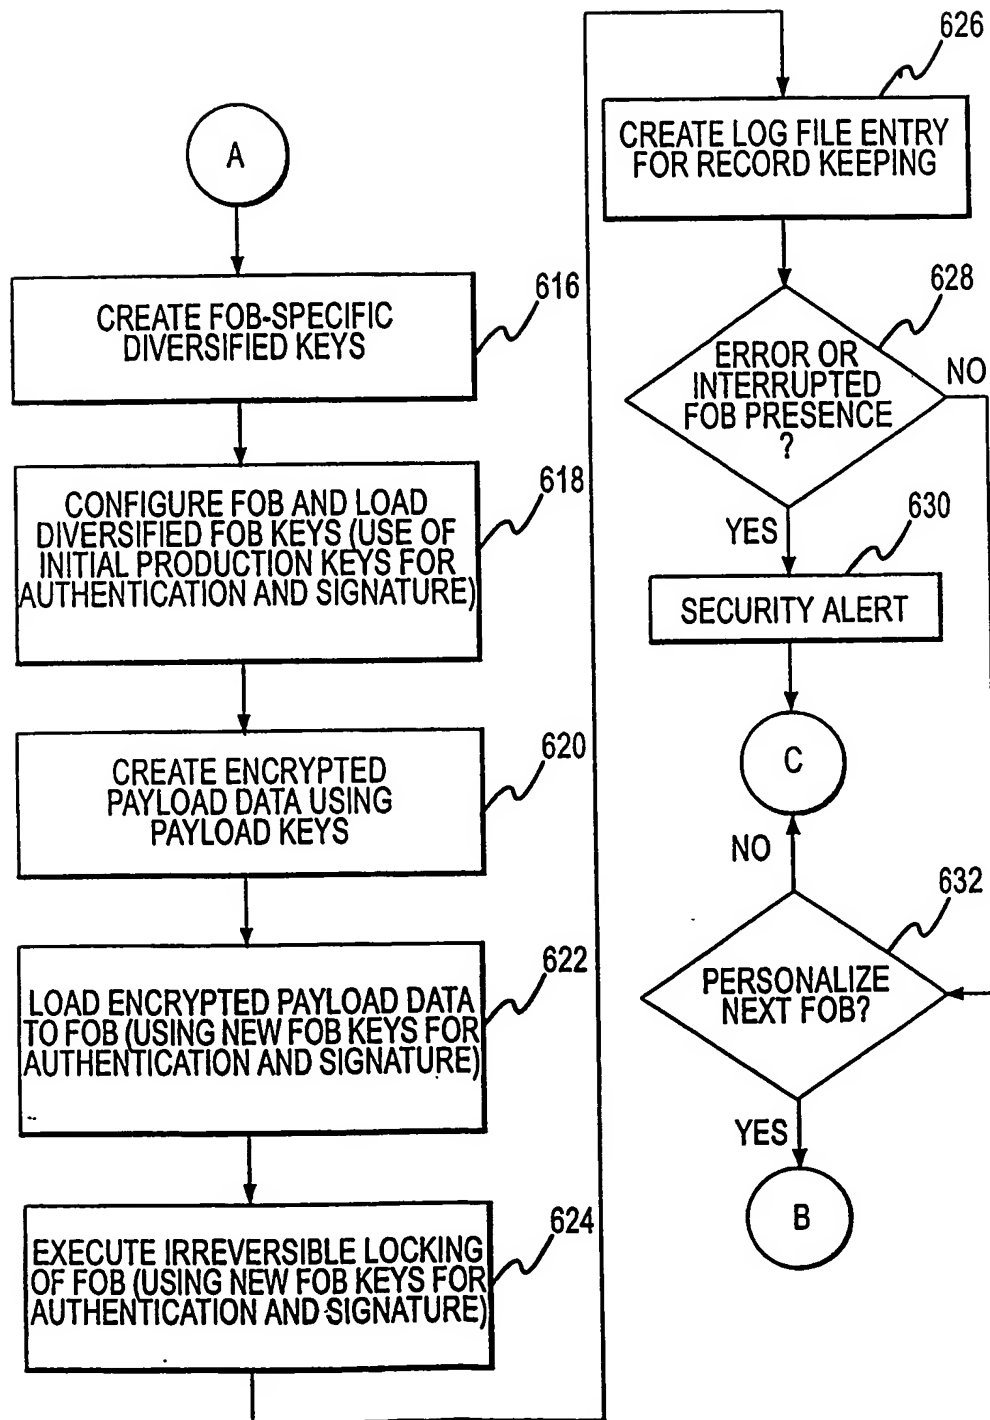 A
CREATE FOB-SPECIFIC
DIVERSIFIED KEYS
616
CONFIGURE FOB AND LOAD
DIVERSIFIED FOB KEYS (USE OF
INITIAL PRODUCTION KEYS FOR
AUTHENTICATION AND SIGNATURE)
618
CREATE ENCRYPTED
PAYLOAD DATA USING
PAYLOAD KEYS
620
LOAD ENCRYPTED PAYLOAD DATA
TO FOB (USING NEW FOB KEYS FOR
AUTHENTICATION AND SIGNATURE)
622
EXECUTE IRREVERSIBLE LOCKING
OF FOB (USING NEW FOB KEYS FOR
AUTHENTICATION AND SIGNATURE)
624
626
CREATE LOG FILE ENTRY
FOR RECORD KEEPING
628
ERROR OR
INTERRUPTED
FOB PRESENCE
?
NO
YES
630
SECURITY ALERT
C
NO
632
PERSONALIZE
NEXT FOB?
YES
B